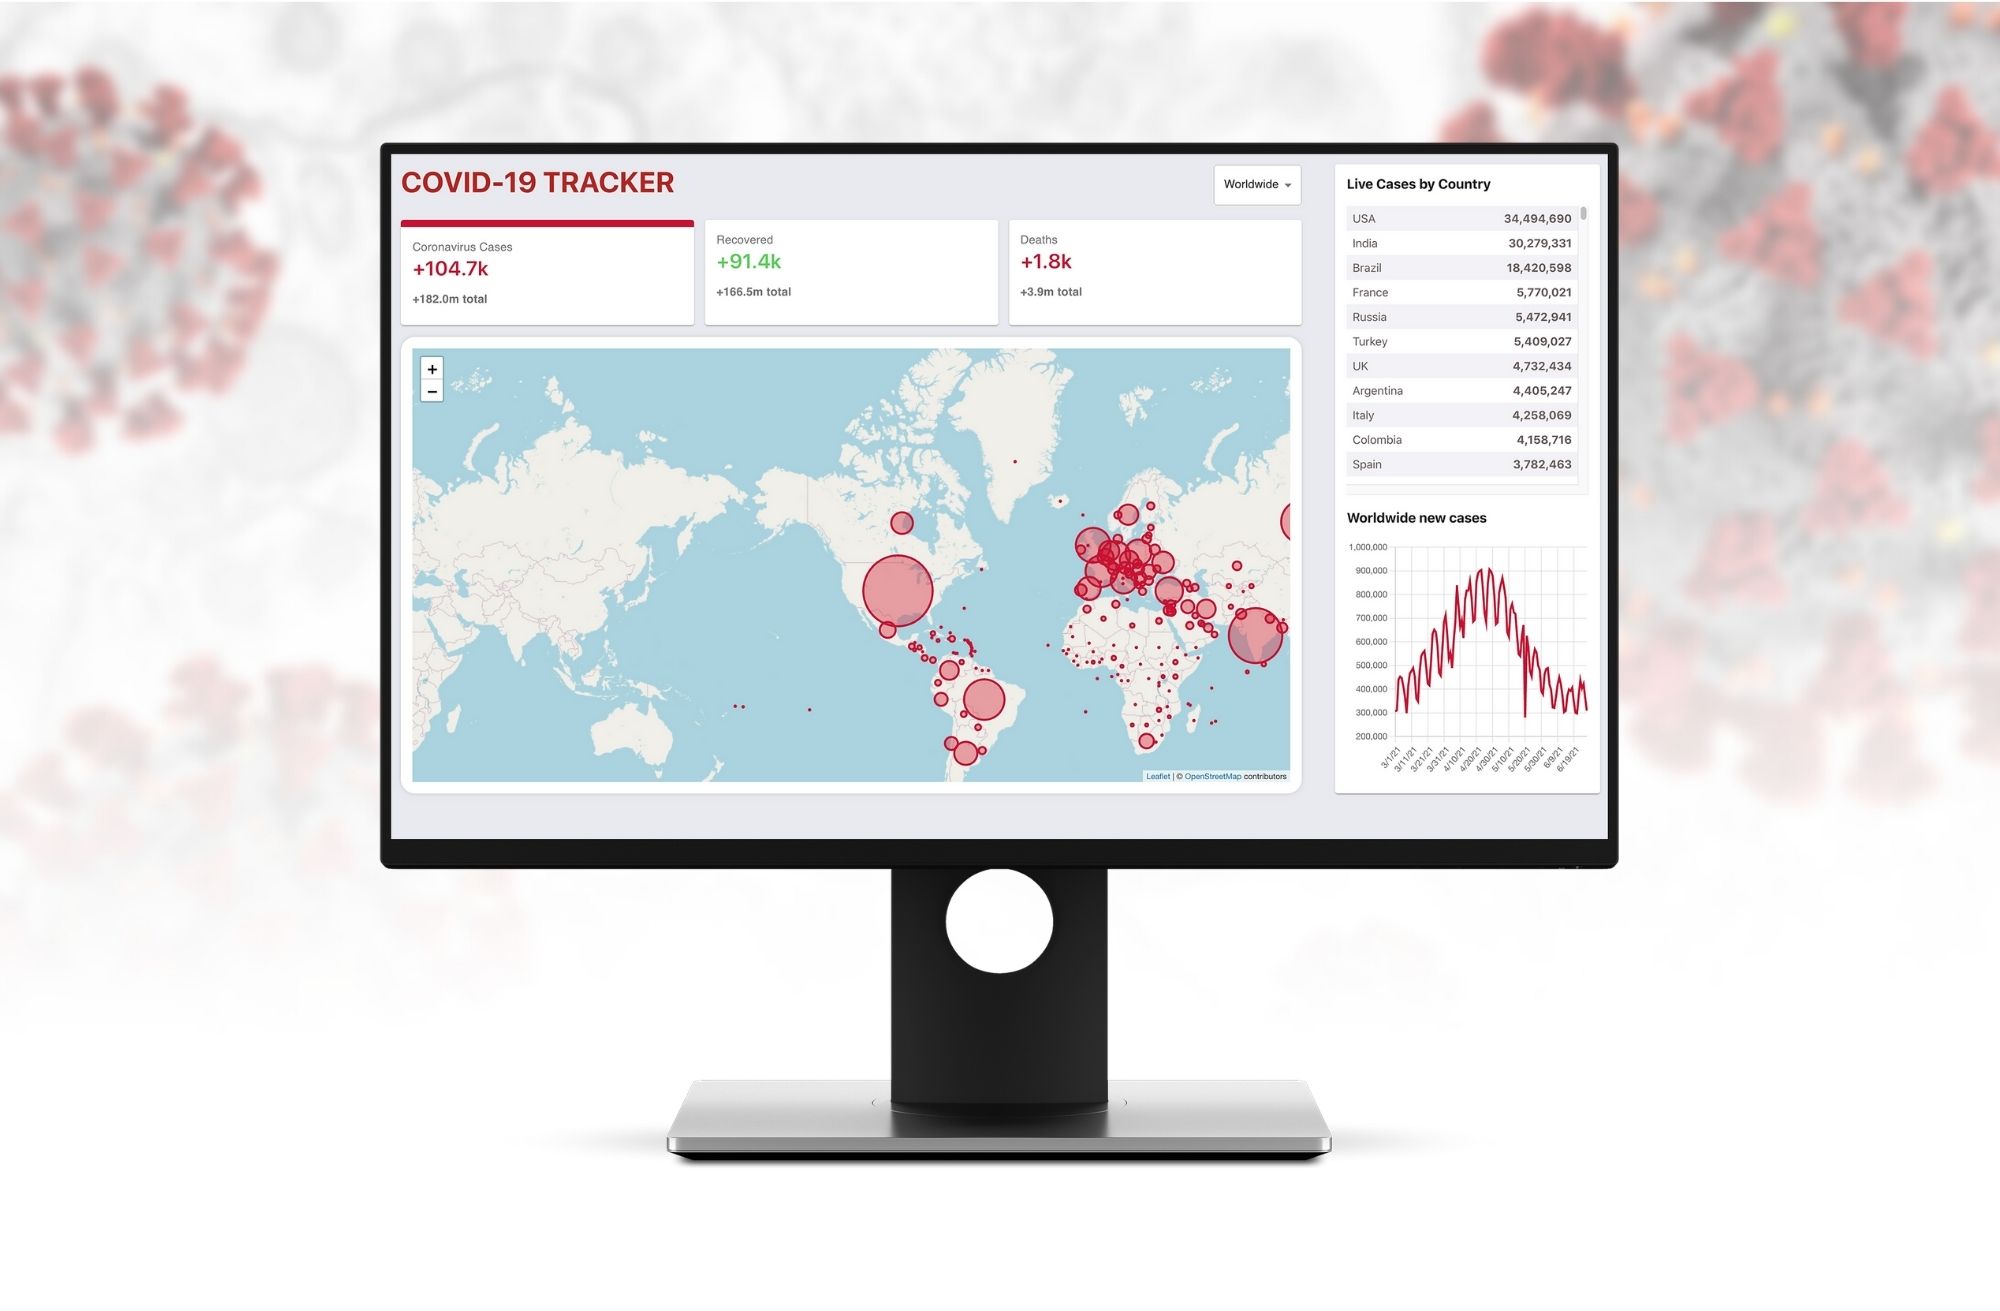 COVID-19 TRACKER
Worldwide
Coronavirus Cases
+104.7k
+182.0m total
Recovered
+91.4k
+166.5m total
Deaths
+1.8k
+3.9m total
+
−
Leaflet | © OpenStreetMap contributors
Live Cases by Country
USA 34,494,690
India 30,279,331
Brazil 18,420,598
France 5,770,021
Russia 5,472,941
Turkey 5,409,027
UK 4,732,434
Argentina 4,405,247
Italy 4,258,069
Colombia 4,158,716
Spain 3,782,463
Worldwide new cases
1,000,000
900,000
800,000
700,000
600,000
500,000
400,000
300,000
200,000
3/1/21 3/11/21 3/21/21 3/31/21 4/10/21 4/20/21 4/30/21 5/10/21 5/20/21 5/30/21 6/9/21 6/19/21